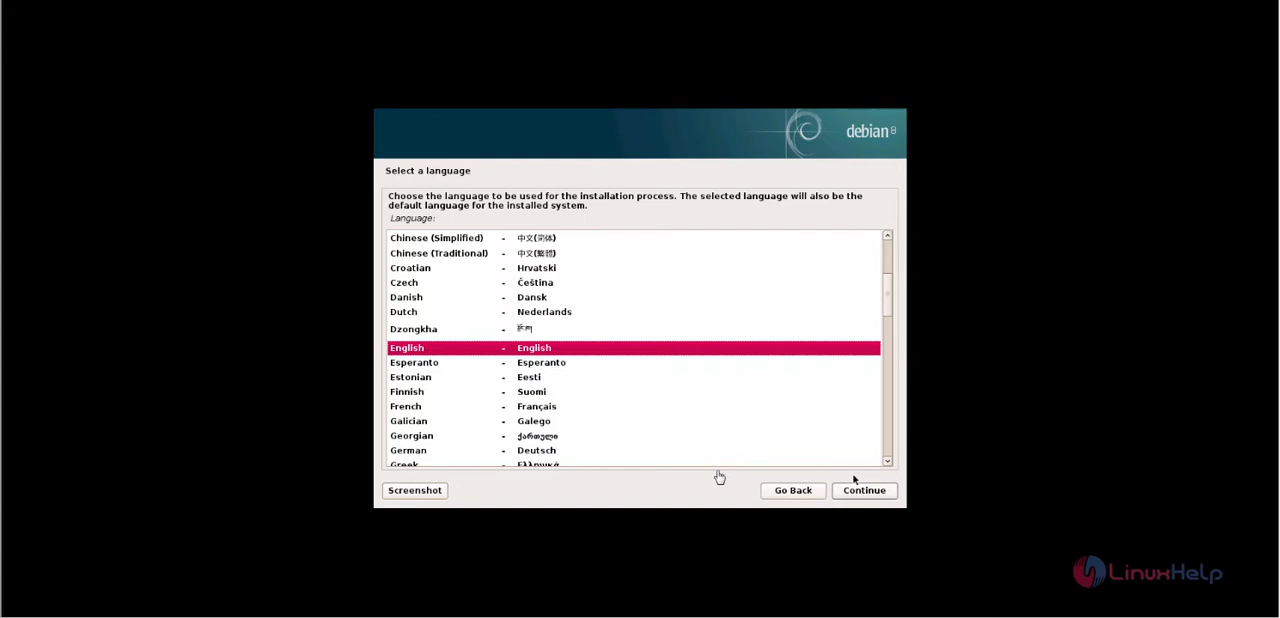 debian 8
Select a language
Choose the language to be used for the installation process. The selected language will also be the
default language for the installed system.
Language:
Chinese (Simplified) - 中文(简体)
Chinese (Traditional) - 中文(繁體)
Croatian - Hrvatski
Czech - Čeština
Danish - Dansk
Dutch - Nederlands
Dzongkha - རྫོང་ཁ
English - English
Esperanto - Esperanto
Estonian - Eesti
Finnish - Suomi
French - Français
Galician - Galego
Georgian - ქართული
German - Deutsch
Greek - Ελληνικά
Screenshot
Go Back
Continue
LinuxHelp